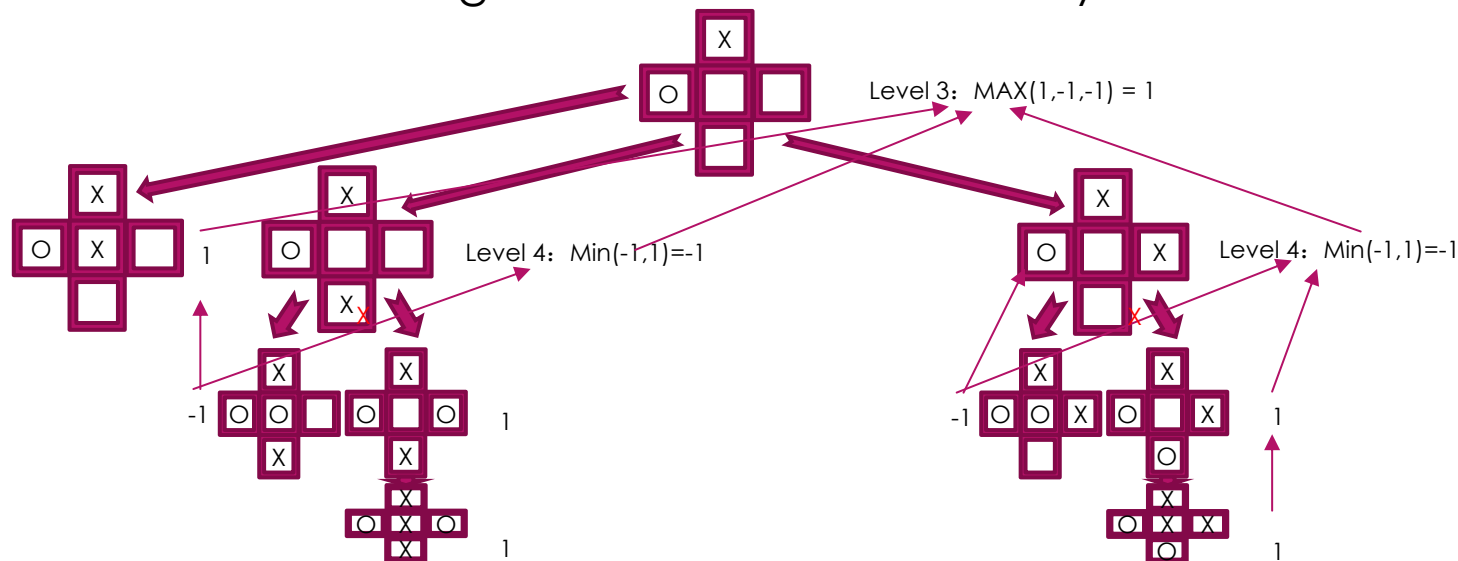 X
O
Level 3：MAX(1,-1,-1) = 1
X
O X
1
X
O
X
X
Level 4：Min(-1,1)=-1
X
O X
X
Level 4：Min(-1,1)=-1
-1
X
O O
X
X
O O
X
1
-1
X
O O X
X
O X
O
1
X
O X O
X
1
X
O X X
O
1